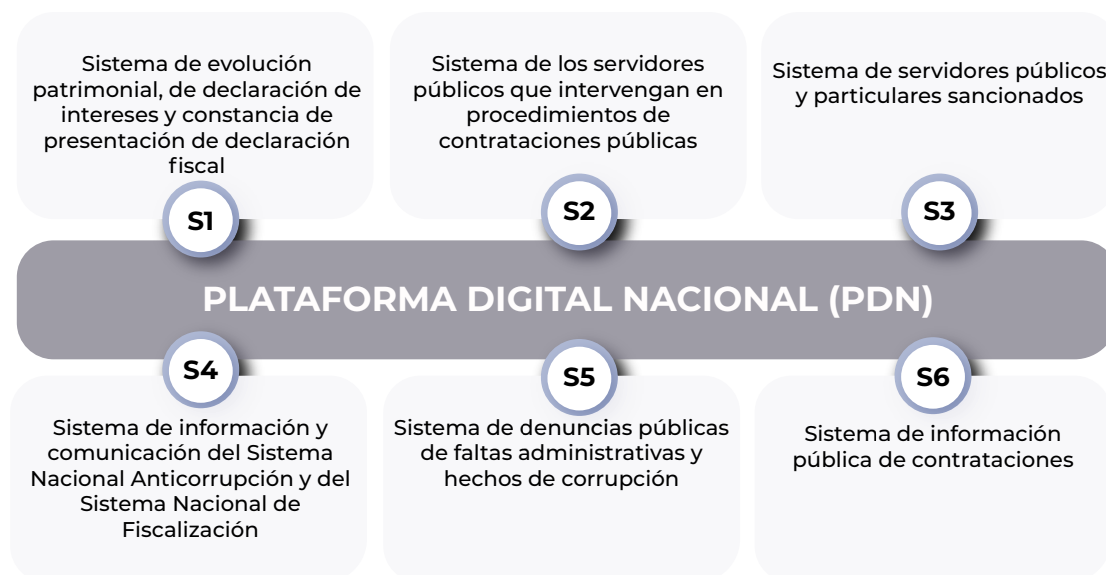 Sistema de evolución
patrimonial, de declaración de
intereses y constancia de
presentación de declaración
fiscal
S1
Sistema de los servidores
públicos que intervengan en
procedimientos de
contrataciones públicas
S2
Sistema de servidores públicos
y particulares sancionados
S3
PLATAFORMA DIGITAL NACIONAL (PDN)
S4
Sistema de información y
comunicación del Sistema
Nacional Anticorrupción y del
Sistema Nacional de
Fiscalización
S5
Sistema de denuncias públicas
de faltas administrativas y
hechos de corrupción
S6
Sistema de información
pública de contrataciones